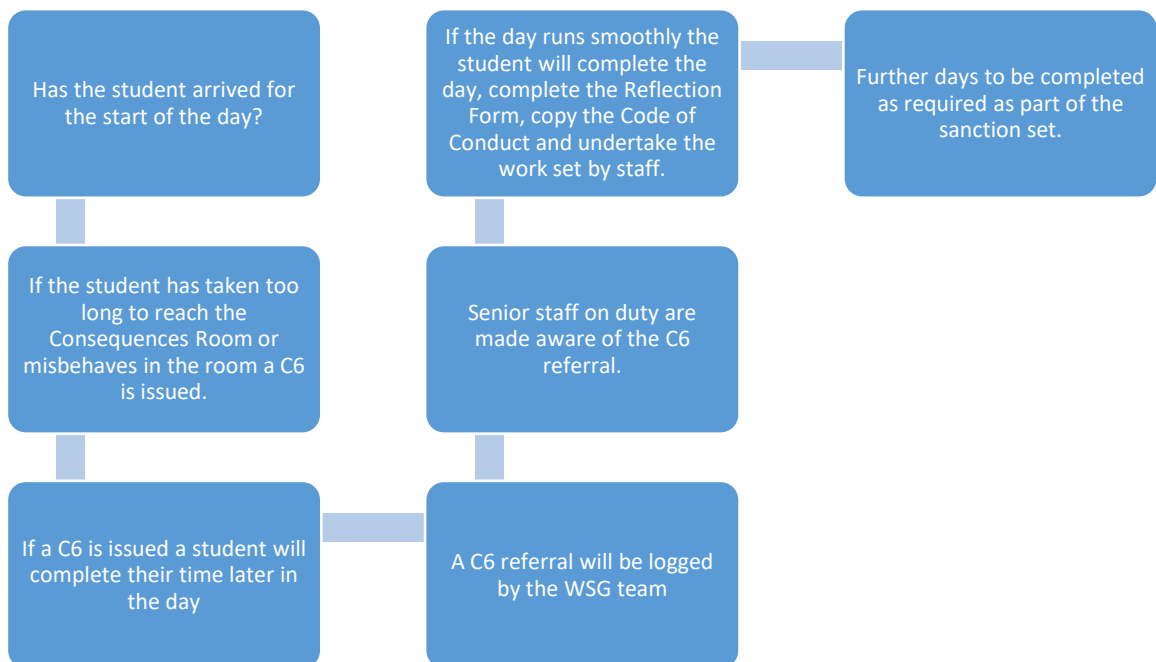 Has the student arrived for
the start of the day?
If the student has taken too
long to reach the
Consequences Room or
misbehaves in the room a C6
is issued.
If a C6 is issued a student will
complete their time later in
the day
A C6 referral will be logged
by the WSG team
Senior staff on duty are
made aware of the C6
referral.
If the day runs smoothly the
student will complete the
day, complete the Reflection
Form, copy the Code of
Conduct and undertake the
work set by staff.
Further days to be completed
as required as part of the
sanction set.